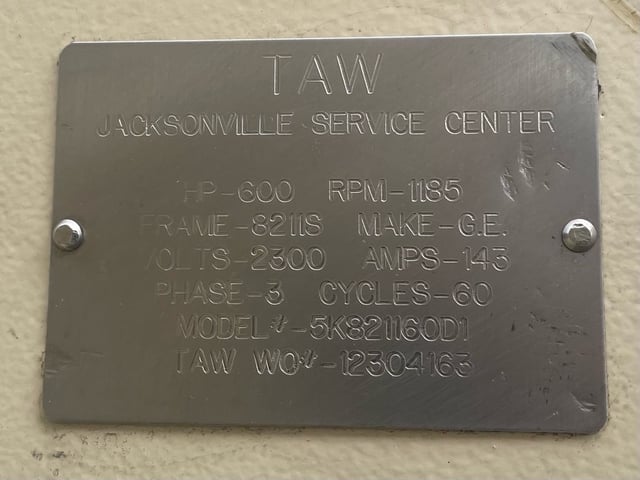 TAW
JACKSONVILLE SERVICE CENTER
HP-600 RPM-1185
FRAME-8211S MAKE-G.E.
VOLTS-2300 AMPS-143
PHASE-3 CYCLES-60
MODEL#-5K821160D1
TAW WO#-12304163